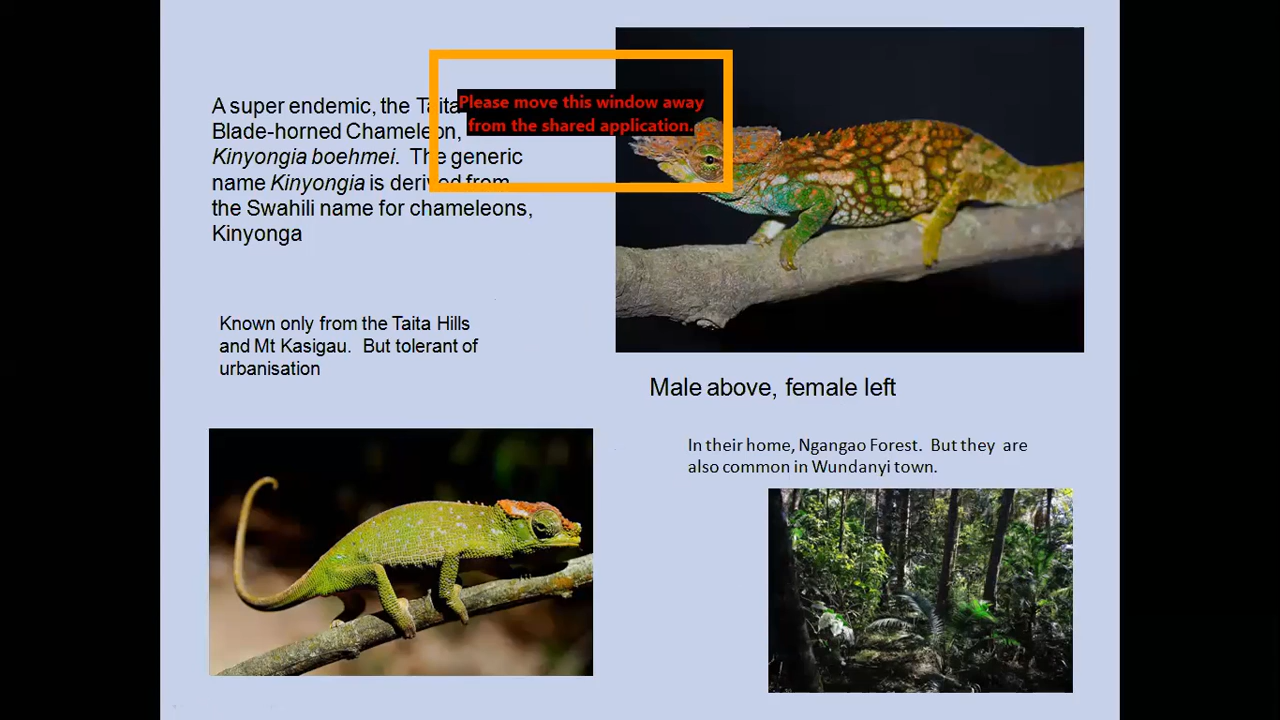 A super endemic, the Taita
Blade-horned Chameleon,
Kinyongia boehmei.  The generic
name Kinyongia is derived from
the Swahili name for chameleons,
Kinyonga
Please move this window away
from the shared application.
Known only from the Taita Hills
and Mt Kasigau.  But tolerant of
urbanisation
Male above, female left
In their home, Ngangao Forest.  But they  are
also common in Wundanyi town.